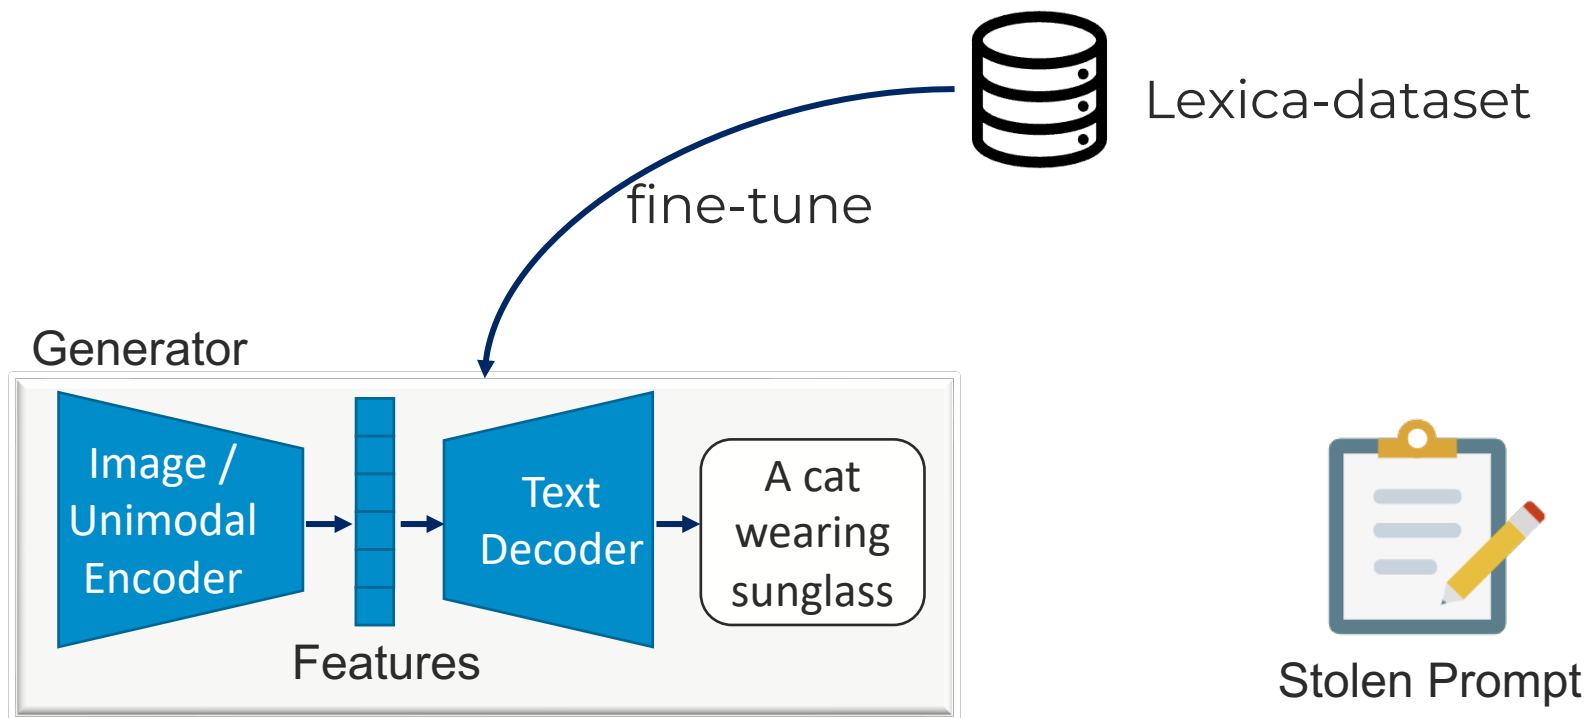 Lexica-dataset
fine-tune
Generator
Image /
Unimodal
Encoder
Features
Text
Decoder
A cat
wearing
sunglass
Stolen Prompt